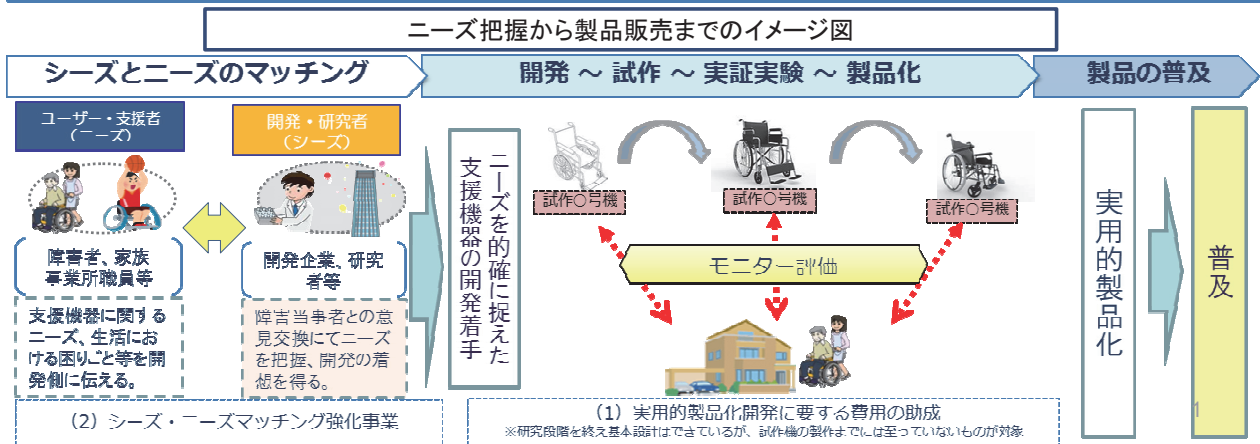 ニーズ把握から製品販売までのイメージ図
シーズとニーズのマッチング
開発 ～ 試作 ～ 実証実験 ～ 製品化
製品の普及
ユーザー・支援者
（ニーズ）
開発・研究者
（シーズ）
障害者、家族
事業所職員等
開発企業、研究
者等
支援機器に関する
ニーズ、生活にお
ける困りごと等を開
発側に伝える。
障害当事者との意
見交換にてニーズ
を把握、開発の着
想を得る。
（2）シーズ・ニーズマッチング強化事業
ニーズを的確に捉えた
支援機器の開発着手
試作○号機
試作○号機
試作○号機
モニター評価
（1）実用的製品化開発に要する費用の助成
※研究段階を終え基本設計はできているが、試作機の製作までには至っていないものが対象
実用的製品化
普及
1